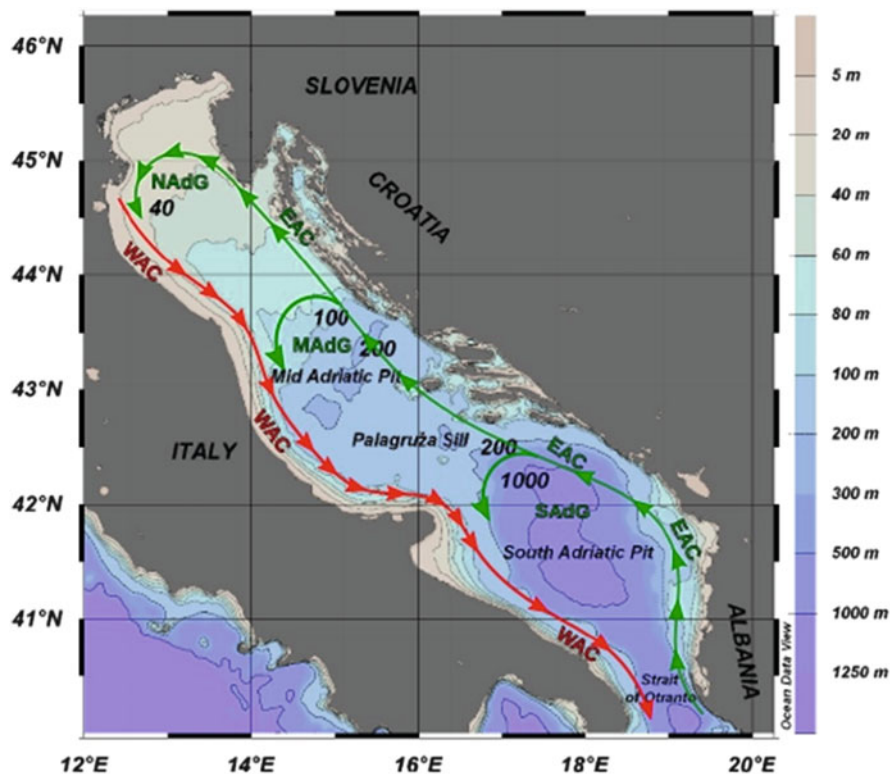 46°N
45°N
44°N
43°N
42°N
41°N
12°E
14°E
16°E
18°E
20°E
SLOVENIA
CROATIA
ITALY
ALBANIA
NAdG
40
EAC
WAC
100
MAdG
200
Mid Adriatic Pit
WAC
Palagruža Sill
200
EAC
1000
SAdG
South Adriatic Pit
EAC
WAC
Strait
of Otranto
Ocean Data View
5 m
20 m
40 m
60 m
80 m
100 m
200 m
300 m
500 m
1000 m
1250 m